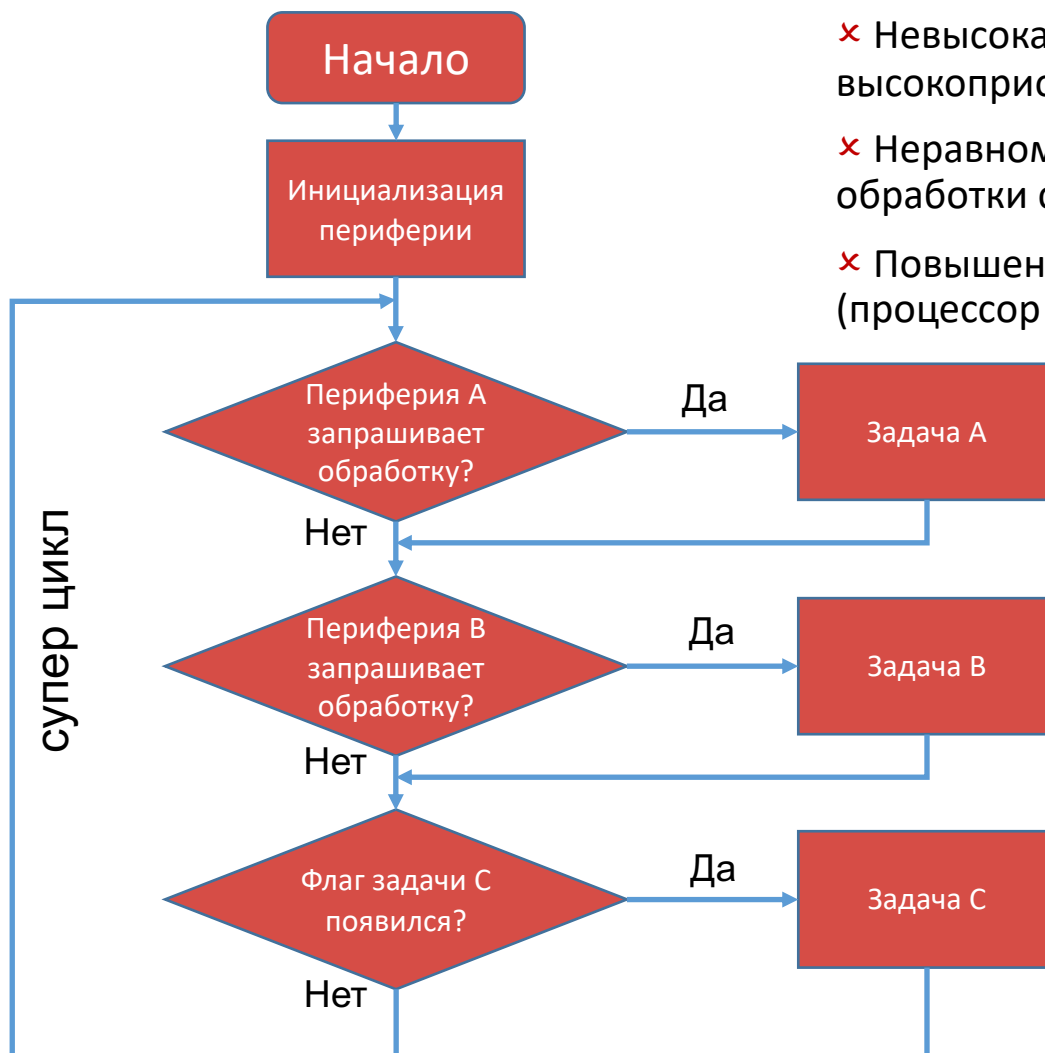 Начало
Инициализация
периферии
Периферия А
запрашивает
обработку?
Да
Задача А
Нет
Периферия В
запрашивает
обработку?
Да
Задача В
Нет
Флаг задачи С
появился?
Да
Задача С
Нет
супер цикл
× Невысока
высокоприо
× Неравном
обработки
× Повышен
(процессор